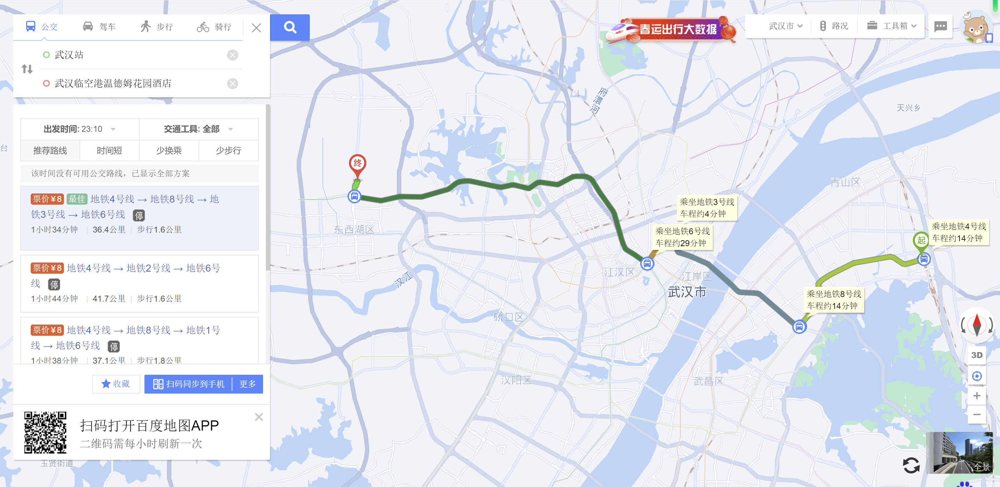 公交
驾车
步行
骑行
武汉站
武汉临空港温德姆花园酒店
出发时间: 23:10
交通工具: 全部
推荐路线
时间短
少换乘
少步行
该时间没有可用公交路线，已显示全部方案
票价¥8 最佳 地铁4号线 → 地铁8号线 → 地
铁3号线 → 地铁6号线 停
1小时34分钟 | 36.4公里 | 步行1.6公里
票价¥8 地铁4号线 → 地铁2号线 → 地铁6号
线 停
1小时44分钟 | 41.7公里 | 步行1.6公里
票价¥8 地铁4号线 → 地铁8号线 → 地铁1号
线 → 地铁6号线 停
1小时38分钟 | 37.1公里 | 步行1.8公里
收藏
扫码同步到手机
更多
扫码打开百度地图APP
二维码需每小时刷新一次
玉贤街道
台
春运出行大数据
武汉市
路况
工具箱
Hi
府澴河
天兴乡
青山区
终
乘坐地铁3号线
车程约4分钟
乘坐地铁6号线
车程约29分钟
乘坐地铁4号线
车程约14分钟
起
东西湖区
江汉区
江岸区
汉江
武汉市
乘坐地铁8号线
车程约14分钟
硚口区
汉阳区
武昌区
3D
全景